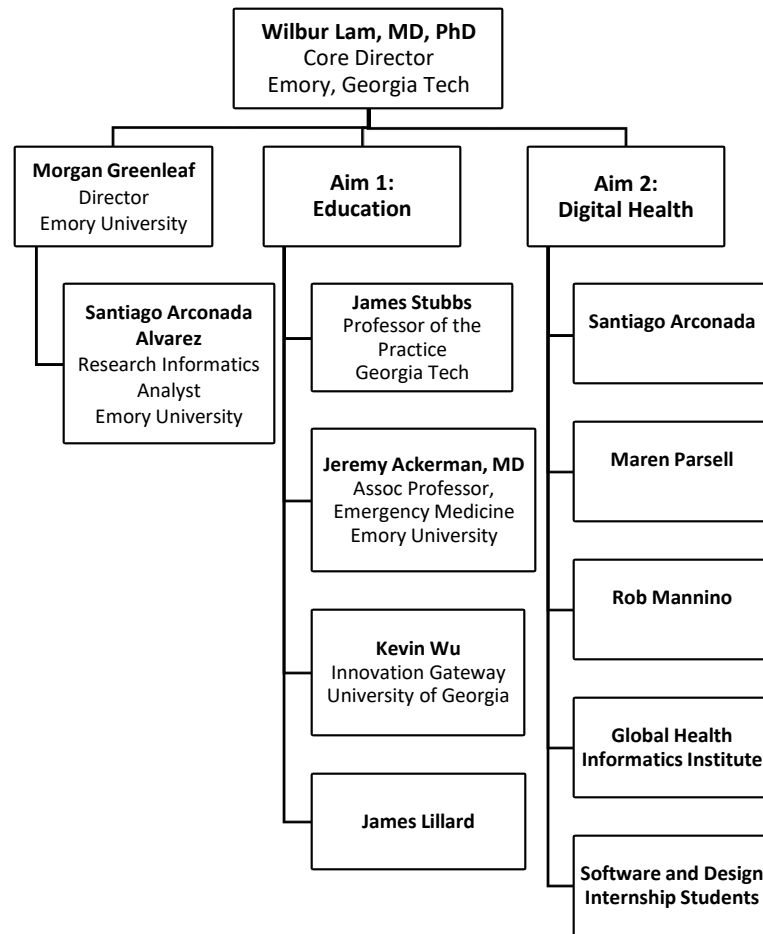 Wilbur Lam, MD, PhD
Core Director
Emory, Georgia Tech
Morgan Greenleaf
Director
Emory University
Santiago Arconada
Alvarez
Research Informatics
Analyst
Emory University
Aim 1:
Education
James Stubbs
Professor of the
Practice
Georgia Tech
Jeremy Ackerman, MD
Assoc Professor,
Emergency Medicine
Emory University
Kevin Wu
Innovation Gateway
University of Georgia
James Lillard
Aim 2:
Digital Health
Santiago Arconada
Maren Parsell
Rob Mannino
Global Health
Informatics Institute
Software and Design
Internship Students